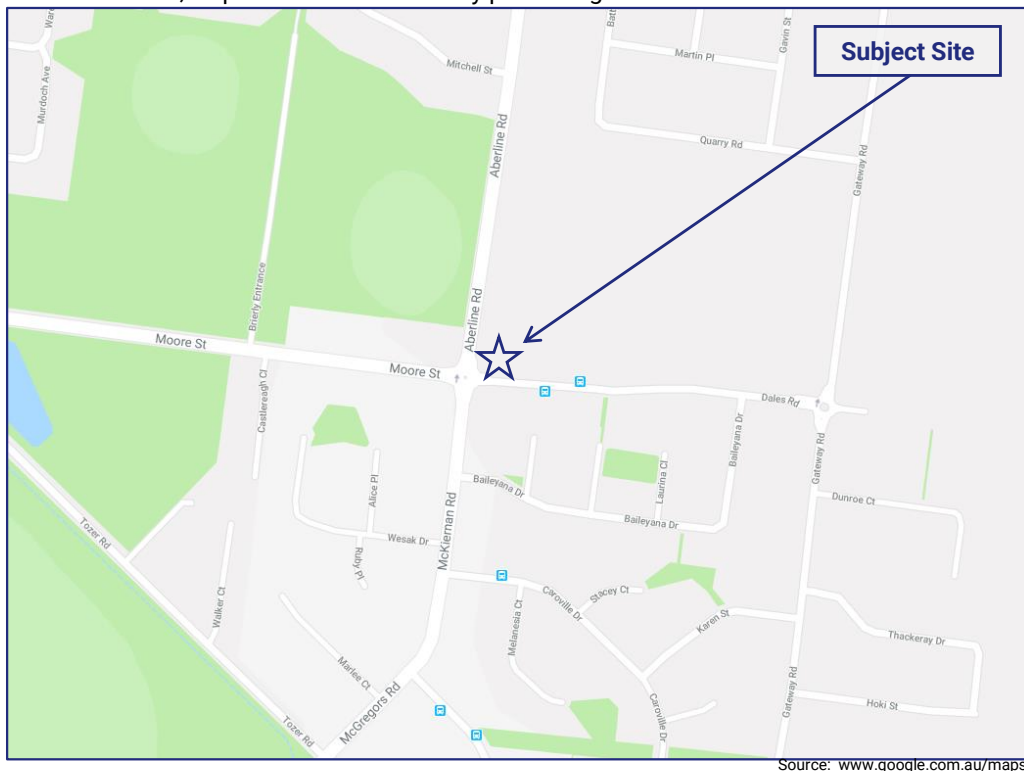 Subject Site
Ware
Murdoch Ave
Mitchell St
Aberline Rd
Batt
Martin Pl
Gavin St
Quarry Rd
Gateway Rd
Brierly Entrance
Aberline Rd
Moore St
Moore St
Castlereagh Cl
Dales Rd
Baileyana Dr
Gateway Rd
Alice Pl
Baileyana Dr
Laurina Cl
Dunroe Ct
Baileyana Dr
Tozer Rd
Wesak Dr
McKiernan Rd
Ruby Pl
Walker Ct
Caroville Dr
Stacey Ct
Melanesia Ct
Karen St
Thackeray Dr
Marlee Ct
McGregors Rd
Gateway Rd
Hoki St
Caroville Dr
Tozer Rd
Source: www.google.com.au/maps